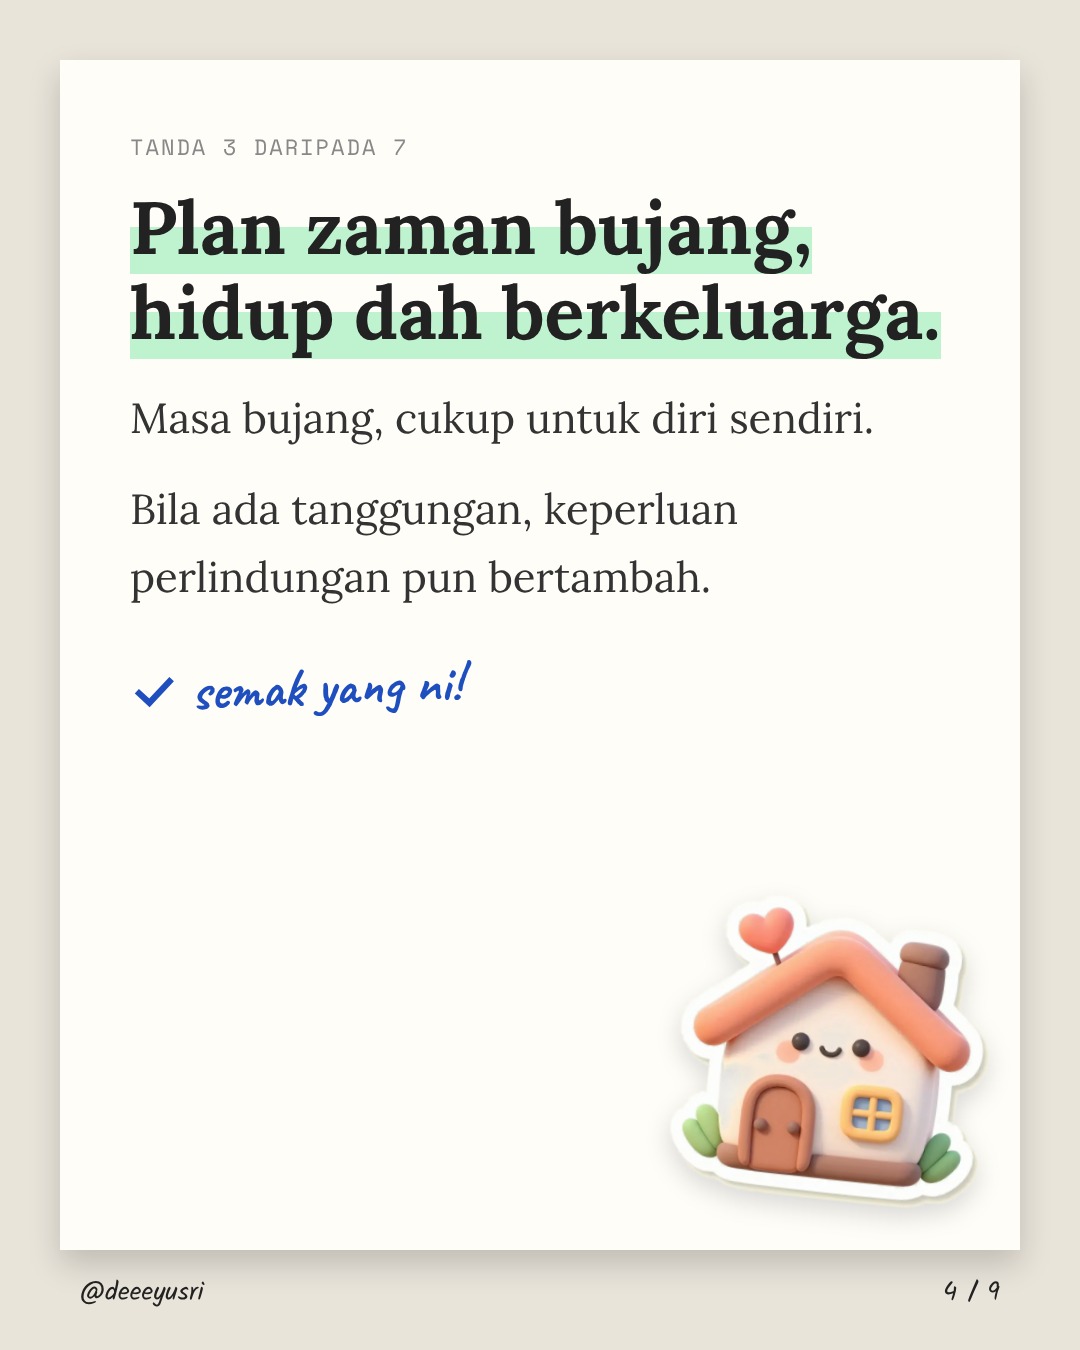 TANDA 3 DARIPADA 7
Plan zaman bujang,
hidup dah berkeluarga.
Masa bujang, cukup untuk diri sendiri.
Bila ada tanggungan, keperluan
perlindungan pun bertambah.
✓ semak yang ni!
@deeeyusri
4 / 9